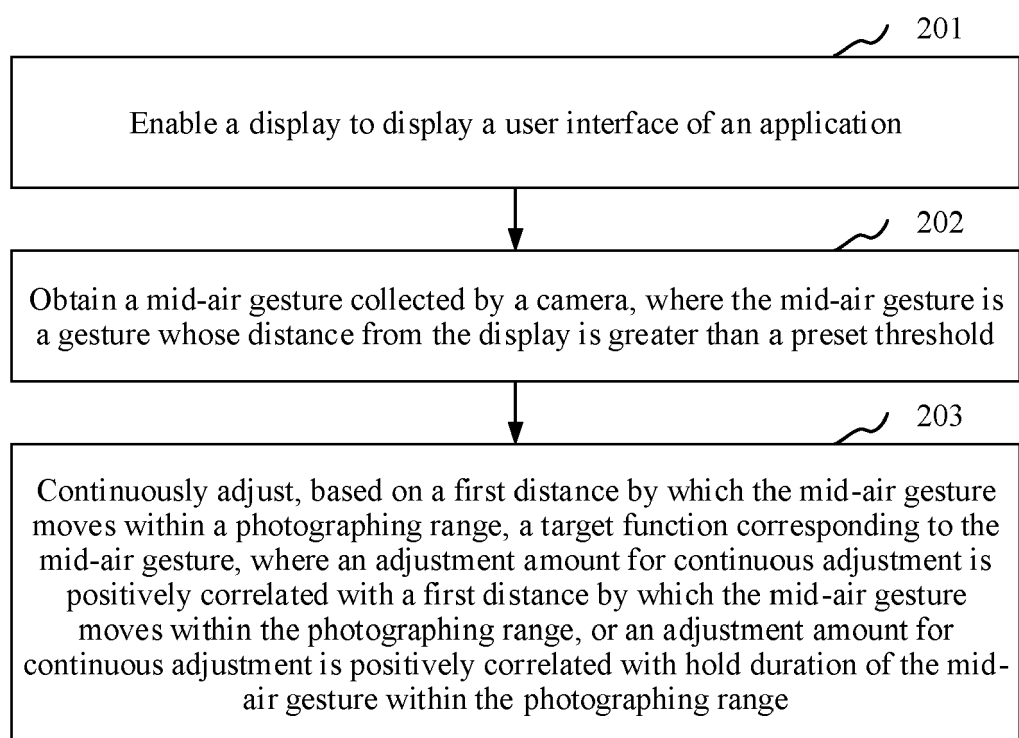 201
Enable a display to display a user interface of an application
202
Obtain a mid-air gesture collected by a camera, where the mid-air gesture is
a gesture whose distance from the display is greater than a preset threshold
203
Continuously adjust, based on a first distance by which the mid-air gesture
moves within a photographing range, a target function corresponding to the
mid-air gesture, where an adjustment amount for continuous adjustment is
positively correlated with a first distance by which the mid-air gesture
moves within the photographing range, or an adjustment amount for
continuous adjustment is positively correlated with hold duration of the mid-
air gesture within the photographing range